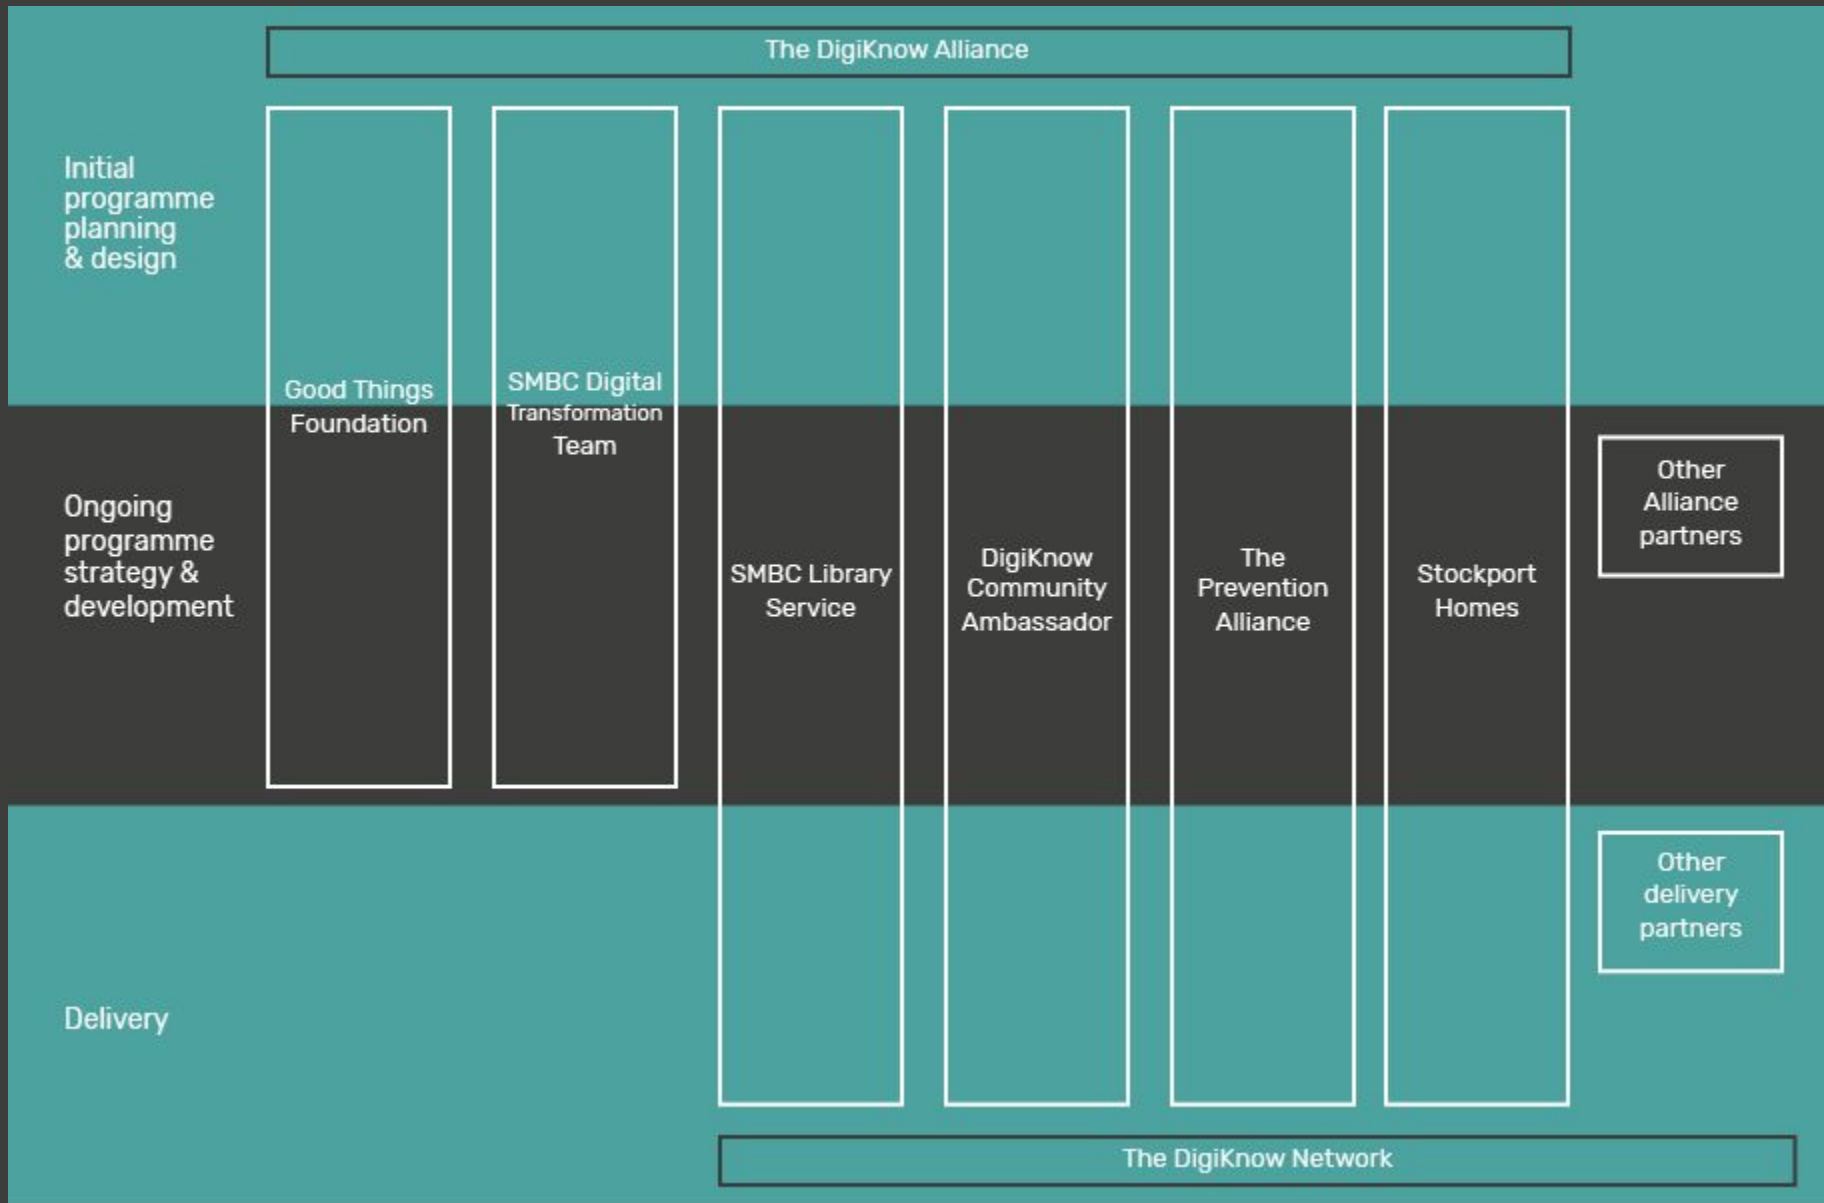 The DigiKnow Alliance
Initial
programme
planning
& design
Good Things
Foundation
SMBC Digital
Transformation
Team
Ongoing
programme
strategy &
development
SMBC Library
Service
DigiKnow
Community
Ambassador
The
Prevention
Alliance
Stockport
Homes
Other
Alliance
partners
Other
delivery
partners
Delivery
The DigiKnow Network